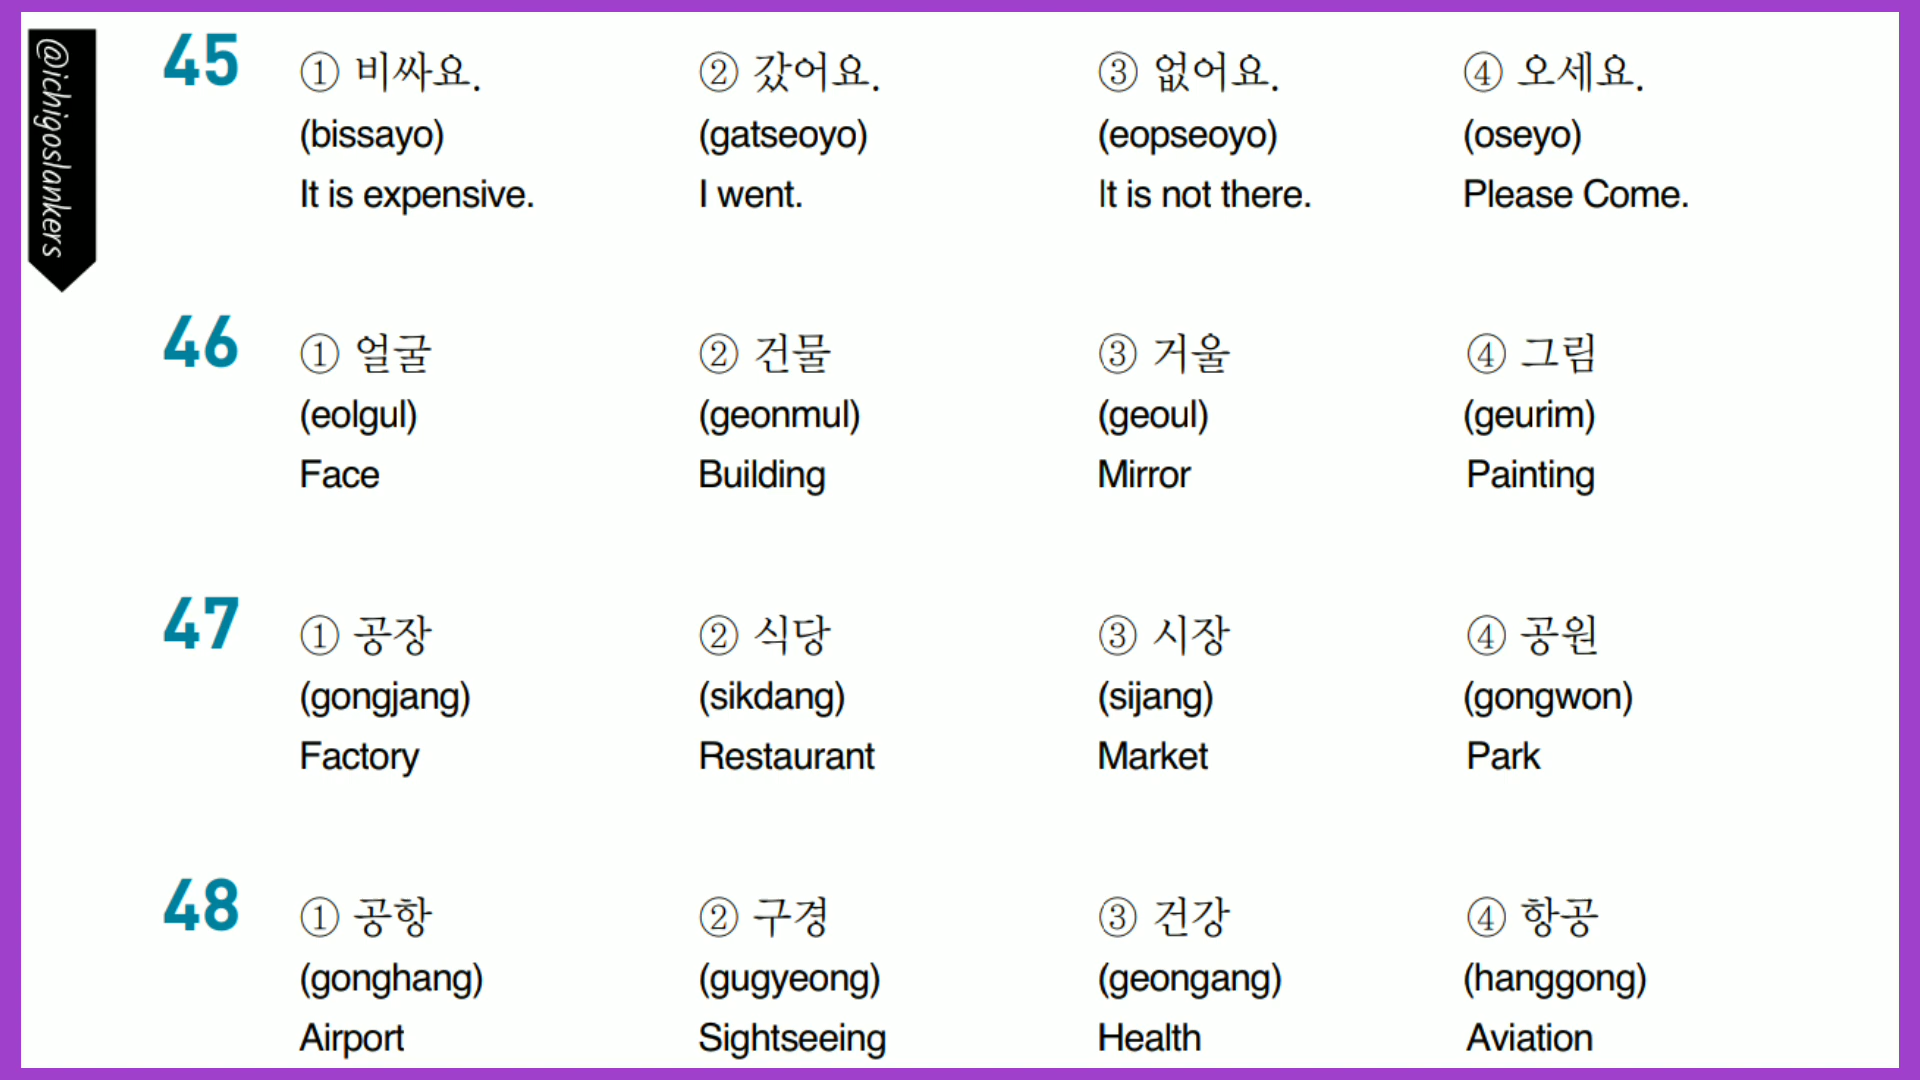 @ichigoslankers
45 ① 비싸요. ② 갔어요. ③ 없어요. ④ 오세요.
(bissayo) (gatseoyo) (eopseoyo) (oseyo)
It is expensive. I went. It is not there. Please Come.
46 ① 얼굴 ② 건물 ③ 거울 ④ 그림
(eolgul) (geonmul) (geoul) (geurim)
Face Building Mirror Painting
47 ① 공장 ② 식당 ③ 시장 ④ 공원
(gongjang) (sikdang) (sijang) (gongwon)
Factory Restaurant Market Park
48 ① 공항 ② 구경 ③ 건강 ④ 항공
(gonghang) (gugyeong) (geongang) (hanggong)
Airport Sightseeing Health Aviation